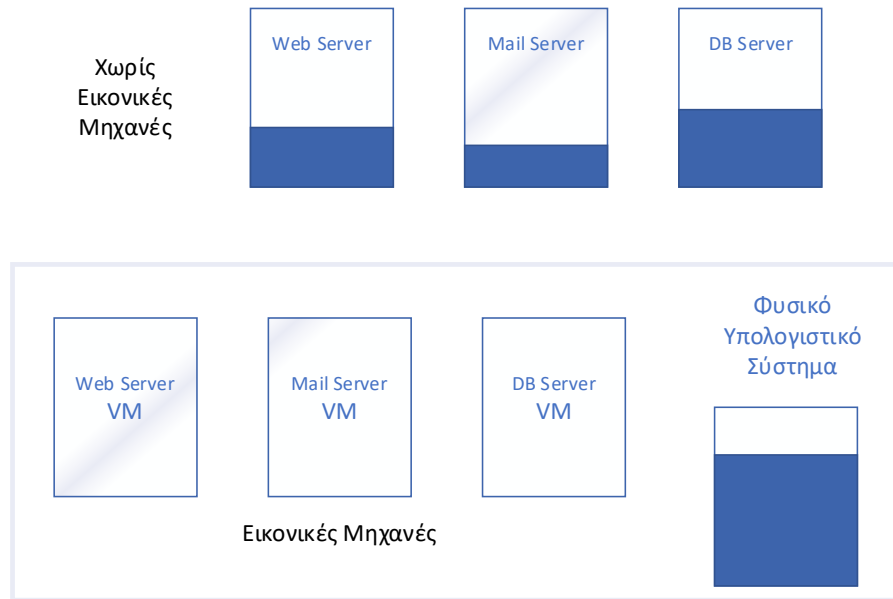 Web Server
Mail Server
DB Server
Χωρίς
Εικονικές
Μηχανές
Φυσικό
Υπολογιστικό
Σύστημα
Web Server
VM
Mail Server
VM
DB Server
VM
Εικονικές Μηχανές